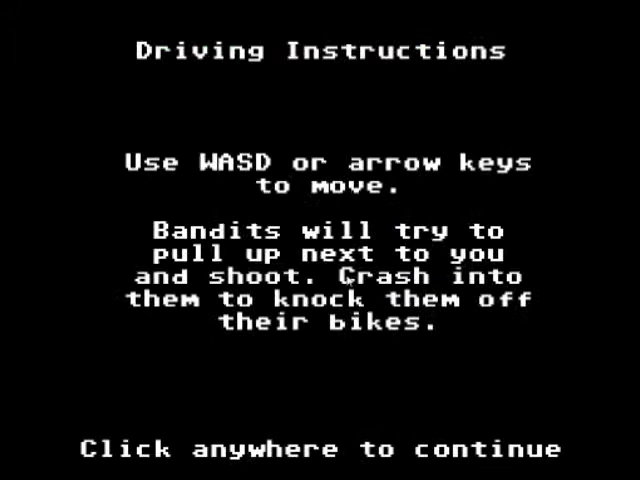 Driving Instructions
Use WASD or arrow keys
to move.
Bandits will try to
pull up next to you
and shoot. Crash into
them to knock them off
their bikes.
Click anywhere to continue